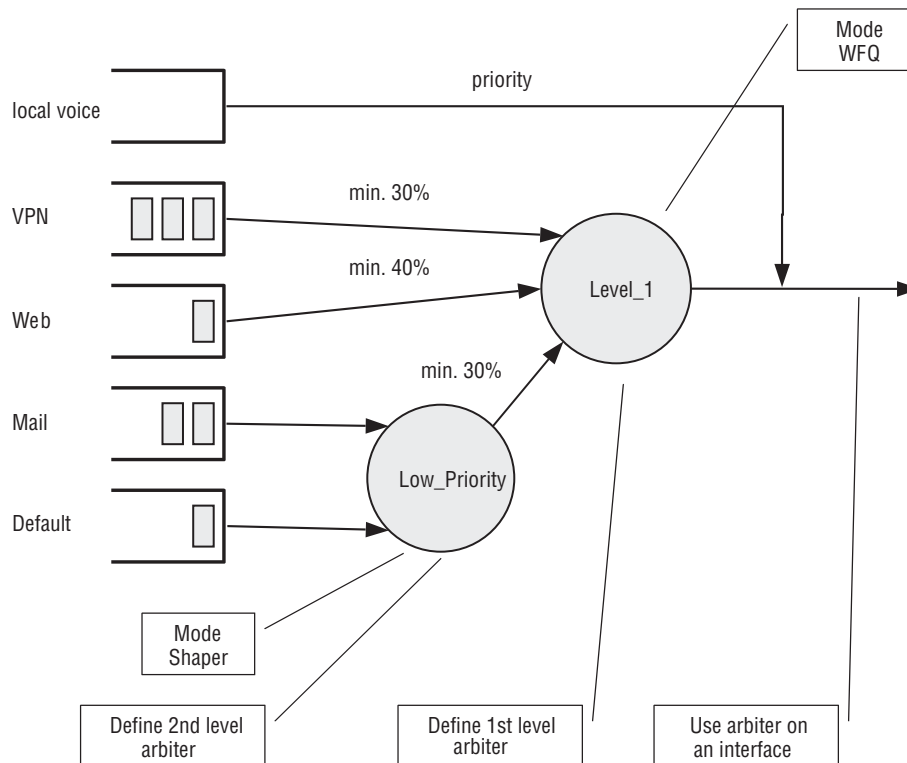 Mode
WFQ
priority
local voice
min. 30%
VPN
min. 40%
Web
Level_1
min. 30%
Mail
Low_Priority
Default
Mode
Shaper
Define 2nd level
arbiter
Define 1st level
arbiter
Use arbiter on
an interface